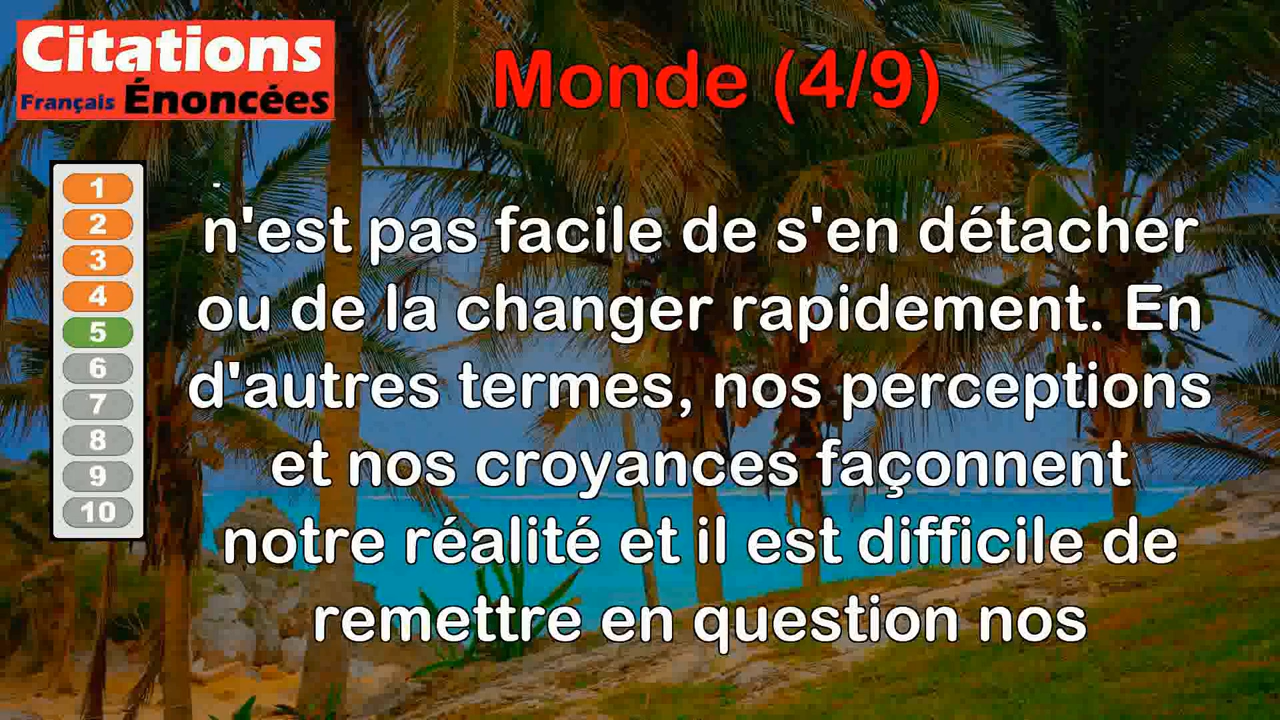 Citations
Français Énoncées
Monde (4/9)
1
2
3
4
5
6
7
8
9
10
n'est pas facile de s'en détacher
ou de la changer rapidement. En
d'autres termes, nos perceptions
et nos croyances façonnent
notre réalité et il est difficile de
remettre en question nos